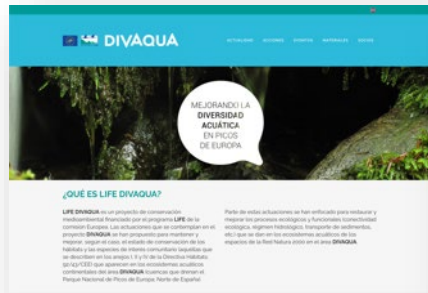 DIVAQUA
ACTUALIDAD ACCIONES EVENTOS MATERIALES SOCIOS
MEJORANDO LA
DIVERSIDAD
ACUÁTICA
EN PICOS
DE EUROPA
¿QUÉ ES LIFE DIVAQUA?
LIFE DIVAQUA es un proyecto de conservación
medioambiental financiado por el programa LIFE de la
comisión Europea. Las actuaciones que se contemplan en el
proyecto DIVAQUA se han propuesto para mantener y
mejorar, según el caso, el estado de conservación de los
hábitats y las especies de interés comunitario (aquellas que
se describen en los anejos I, II y IV de la Directiva Hábitats;
92/43/CEE) que aparecen en los ecosistemas acuáticos
continentales del área DIVAQUA (cuencas que drenan el
Parque Nacional de Picos de Europa, Norte de España).
Parte de estas actuaciones se han enfocado para restaurar y
mejorar los procesos ecológicos y funcionales (conectividad
ecológica, régimen hidrológico, transporte de sedimentos,
etc.) que se dan en los ecosistemas acuáticos de los
espacios de la Red Natura 2000 en el área DIVAQUA.